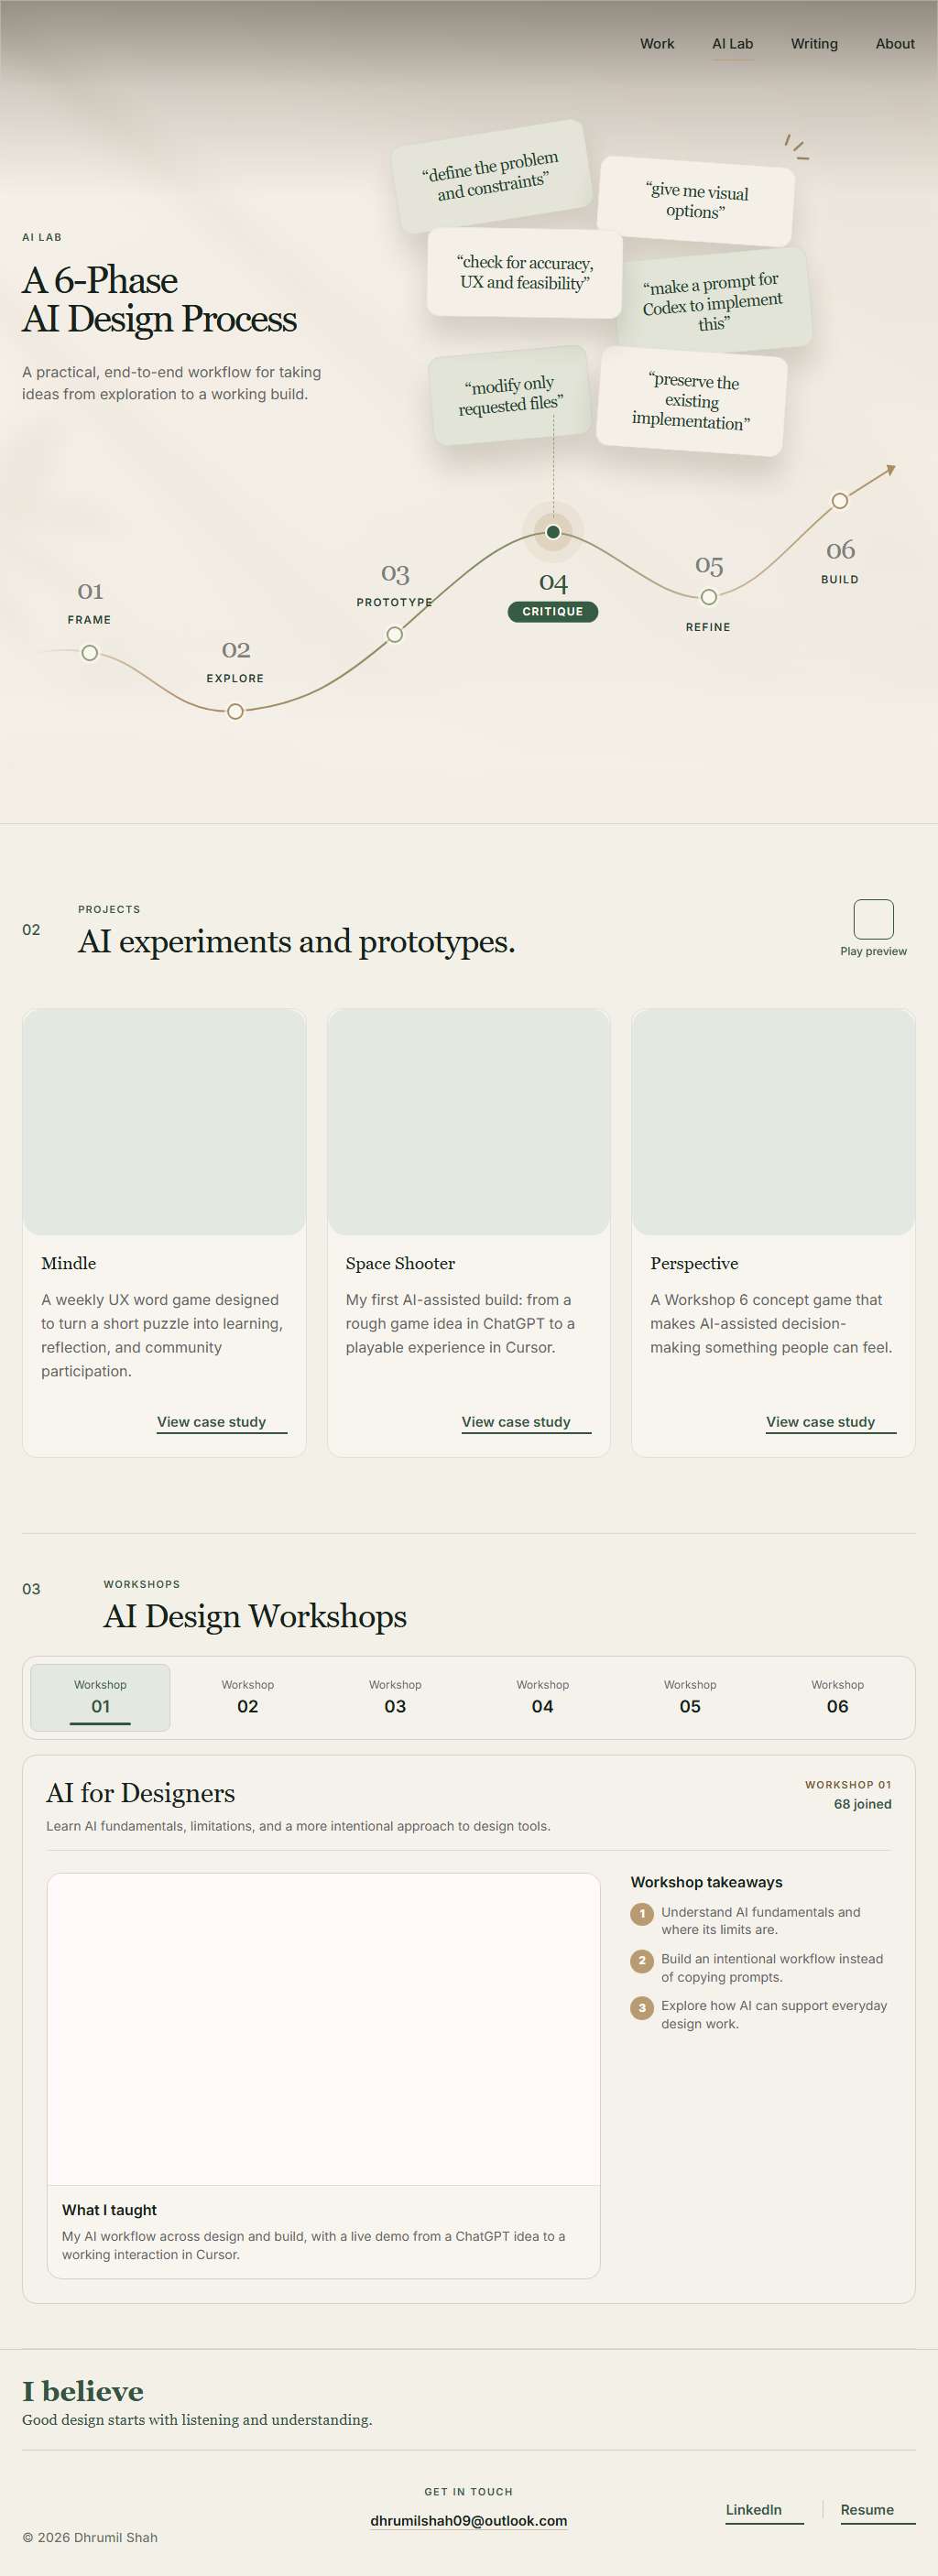 Work AI Lab Writing About
“define the problem
and constraints”
“give me visual
options”
“check for accuracy,
UX and feasibility”
“make a prompt for
Codex to implement
this”
“modify only
requested files”
“preserve the
existing
implementation”
AI LAB
A 6-Phase
AI Design Process
A practical, end-to-end workflow for taking
ideas from exploration to a working build.
01
FRAME
02
EXPLORE
03
PROTOTYPE
04
CRITIQUE
05
REFINE
06
BUILD
02
PROJECTS
AI experiments and prototypes.
Play preview
Mindle
A weekly UX word game designed
to turn a short puzzle into learning,
reflection, and community
participation.
View case study
Space Shooter
My first AI-assisted build: from a
rough game idea in ChatGPT to a
playable experience in Cursor.
View case study
Perspective
A Workshop 6 concept game that
makes AI-assisted decision-
making something people can feel.
View case study
03
WORKSHOPS
AI Design Workshops
Workshop
01
Workshop
02
Workshop
03
Workshop
04
Workshop
05
Workshop
06
AI for Designers
Learn AI fundamentals, limitations, and a more intentional approach to design tools.
WORKSHOP 01
68 joined
What I taught
My AI workflow across design and build, with a live demo from a ChatGPT idea to a
working interaction in Cursor.
Workshop takeaways
1 Understand AI fundamentals and
where its limits are.
2 Build an intentional workflow instead
of copying prompts.
3 Explore how AI can support everyday
design work.
I believe
Good design starts with listening and understanding.
© 2026 Dhrumil Shah
GET IN TOUCH
dhrumilshah09@outlook.com
LinkedIn
Resume